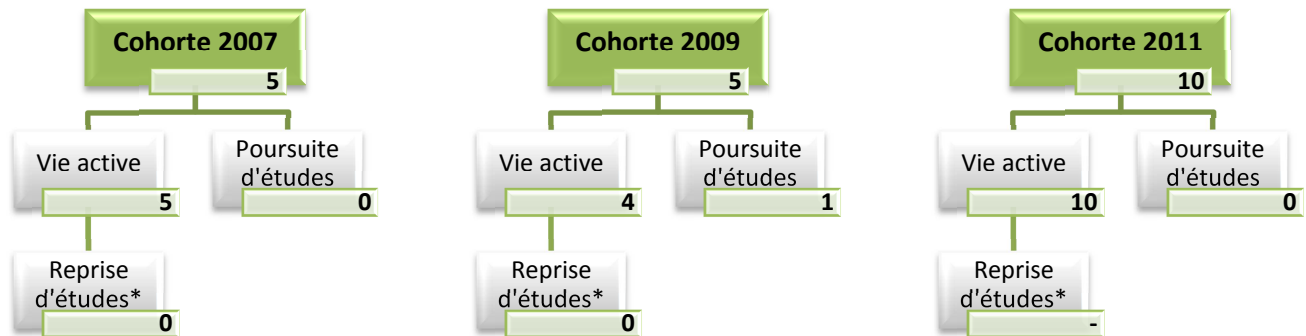 Cohorte 2007
5
Vie active
5
Poursuite
d'études
0
Reprise
d'études*
0
Cohorte 2009
5
Vie active
4
Poursuite
d'études
1
Reprise
d'études*
0
Cohorte 2011
10
Vie active
10
Poursuite
d'études
0
Reprise
d'études*
-